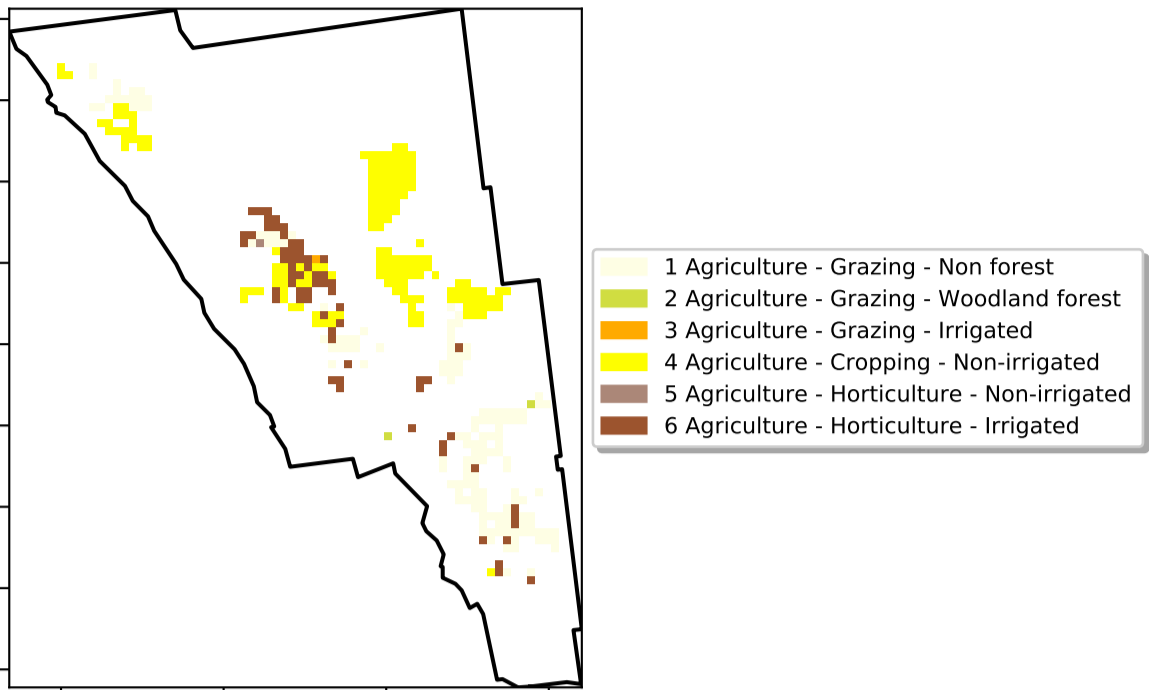 1 Agriculture - Grazing - Non forest
2 Agriculture - Grazing - Woodland forest
3 Agriculture - Grazing - Irrigated
4 Agriculture - Cropping - Non-irrigated
5 Agriculture - Horticulture - Non-irrigated
6 Agriculture - Horticulture - Irrigated